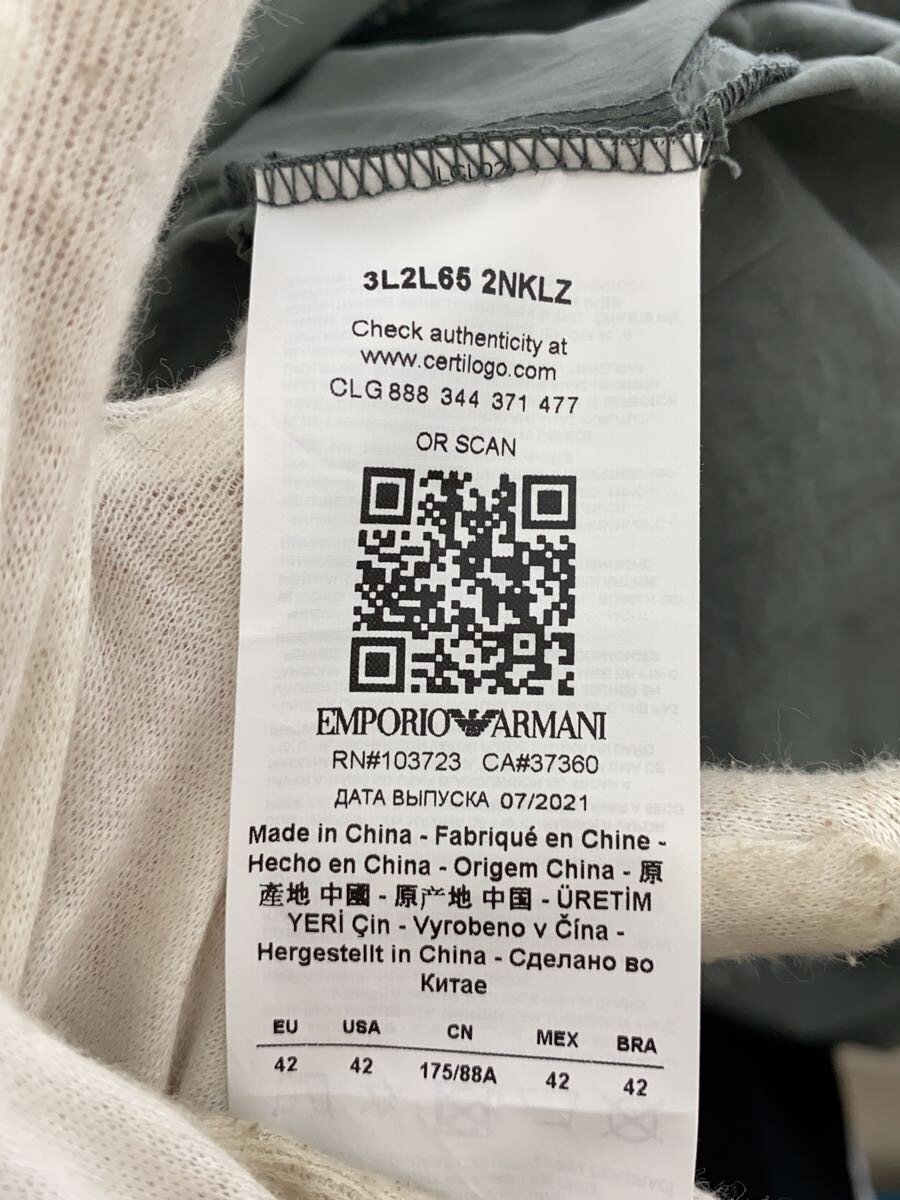 LCL02
3L2L65 2NKLZ
Check authenticity at
www.certilogo.com
CLG 888 344 371 477
OR SCAN
EMPORIO ARMANI
RN#103723 CA#37360
ДАТА ВЫПУСКА 07/2021
Made in China - Fabriqué en Chine -
Hecho en China - Origem China - 原
產地 中國 - 原产地 中国 - ÜRETİM
YERİ Çin - Vyrobeno v Čína -
Hergestellt in China - Сделано во
Китае
EU USA CN MEX BRA
42 42 175/88A 42 42